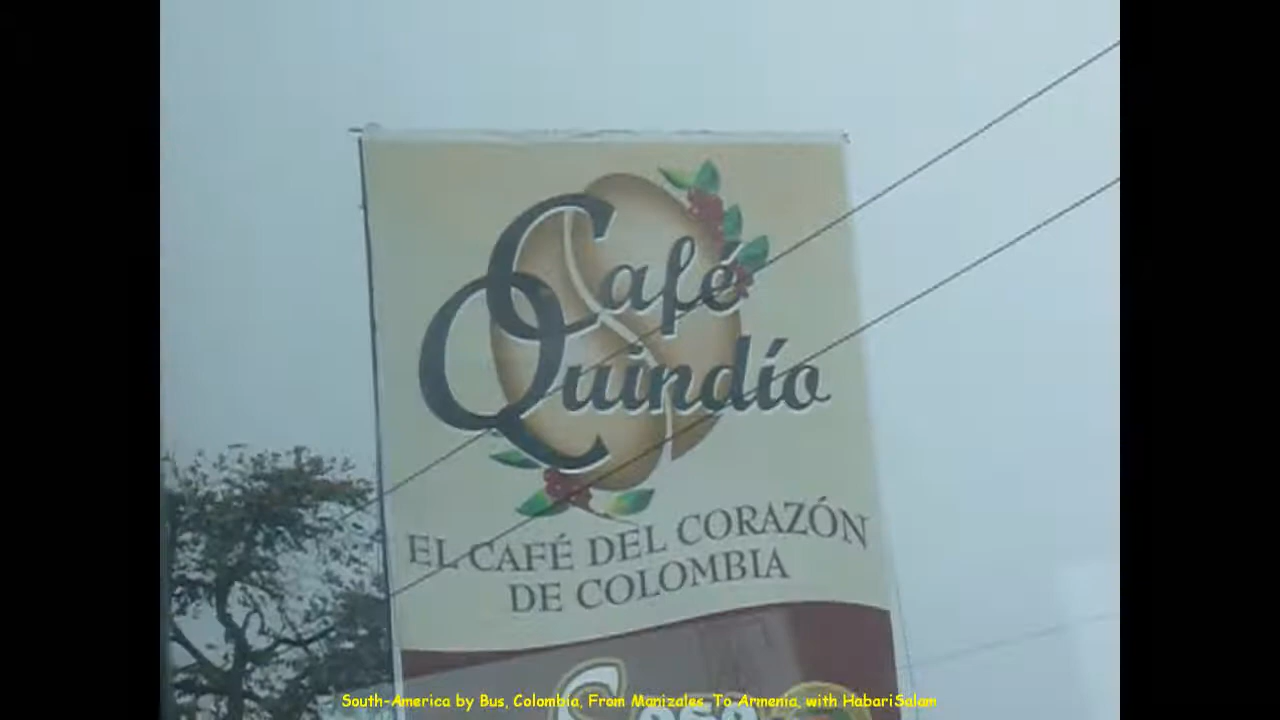 Café
Quindío
EL CAFÉ DEL CORAZÓN
DE COLOMBIA
South-America by Bus, Colombia, From Manizales To Armenia, with HabariSalam